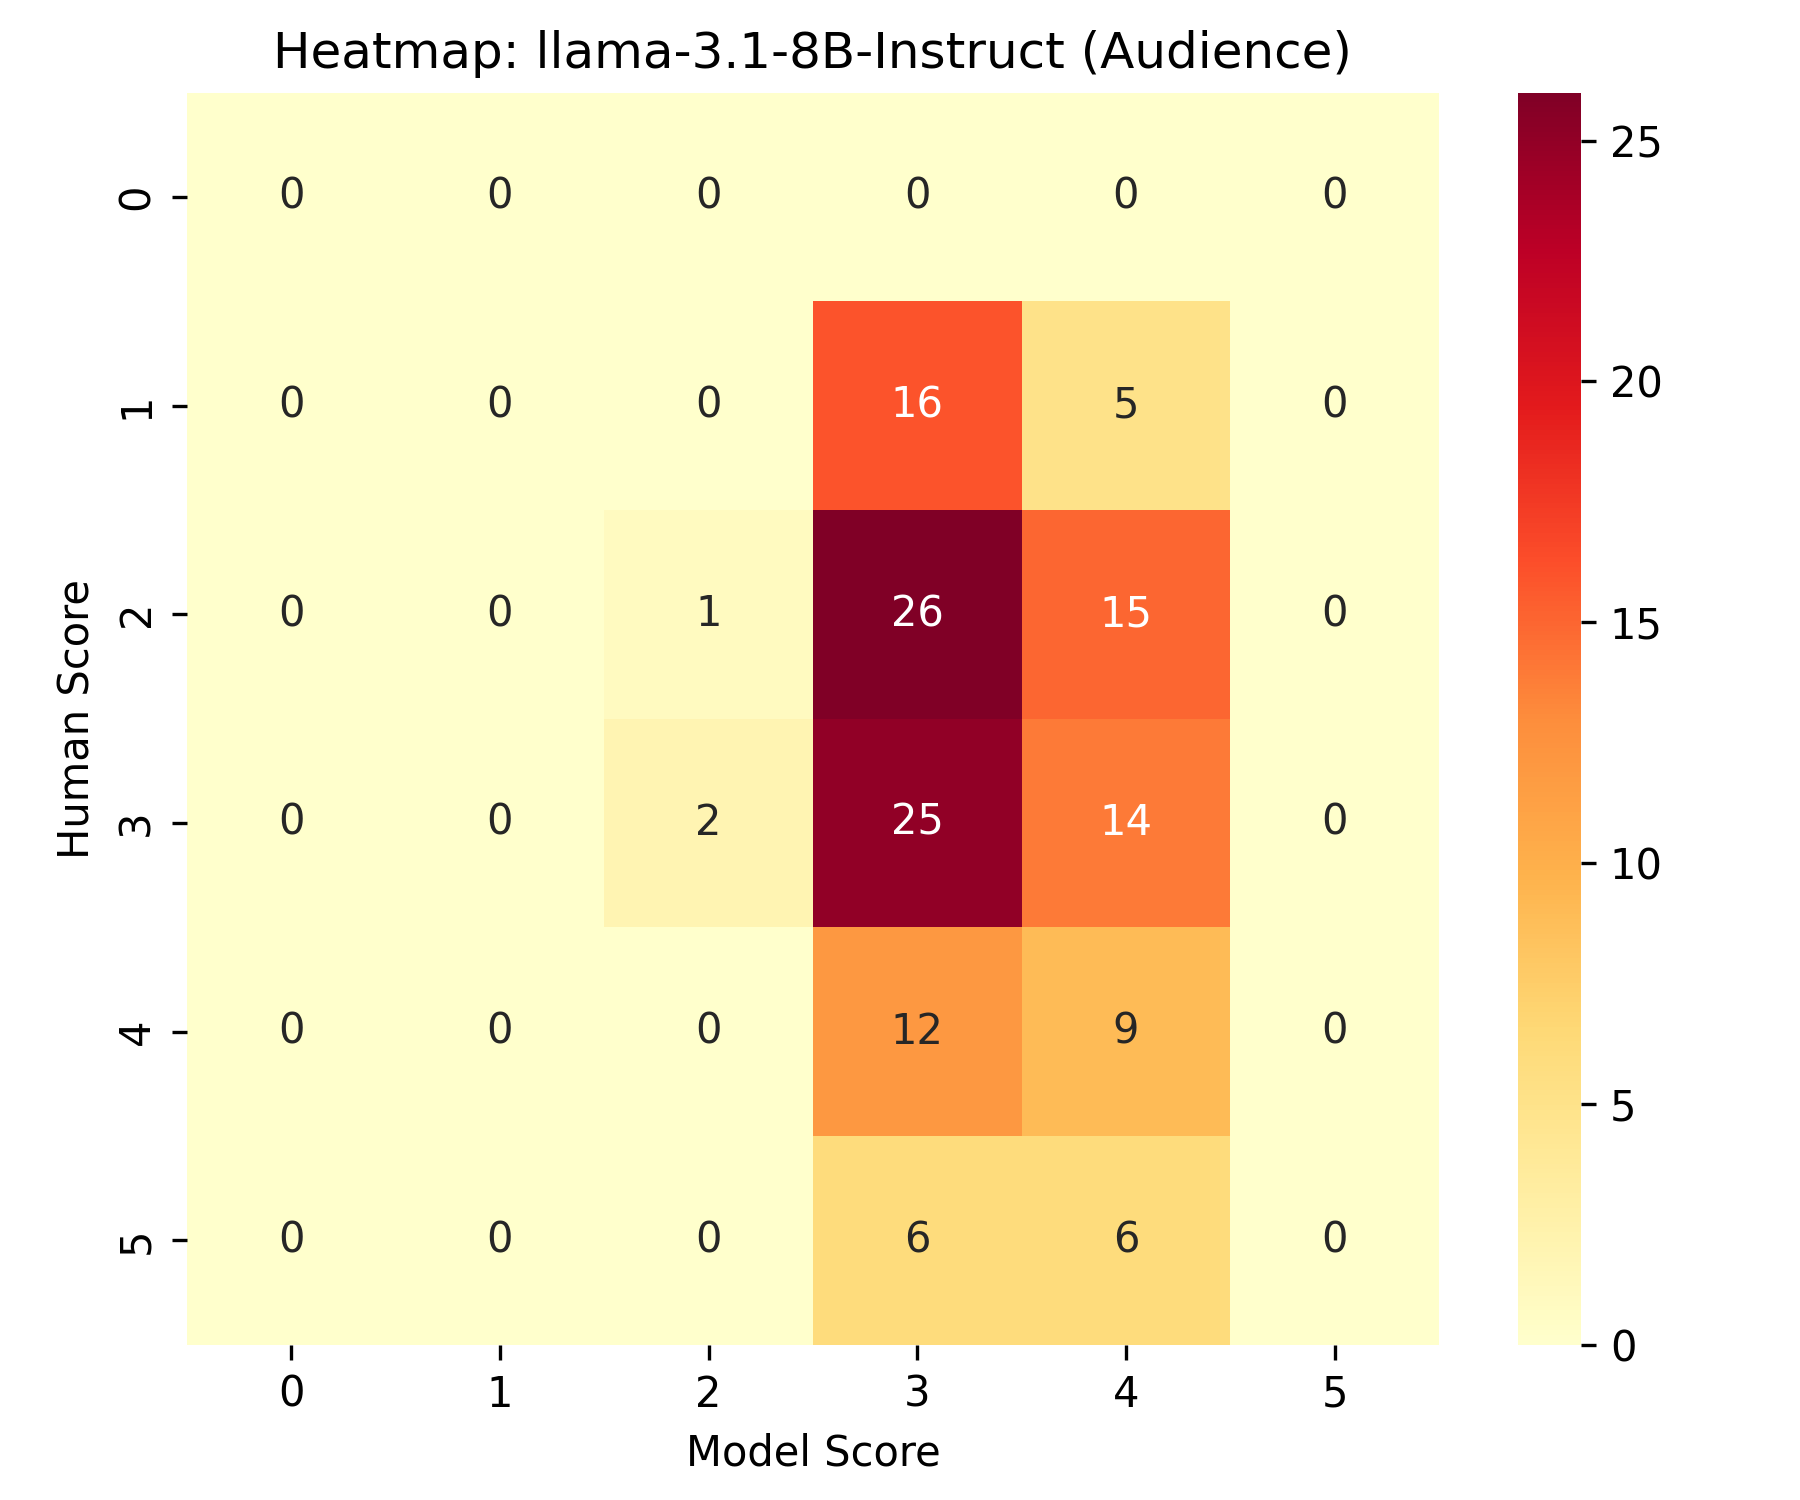 Heatmap: llama-3.1-8B-Instruct (Audience)
0 0 0 0 0 0 0
1 0 0 0 16 5 0
2 0 0 1 26 15 0
3 0 0 2 25 14 0
4 0 0 0 12 9 0
5 0 0 0 6 6 0
0 1 2 3 4 5
Human Score
Model Score
25
20
15
10
5
0